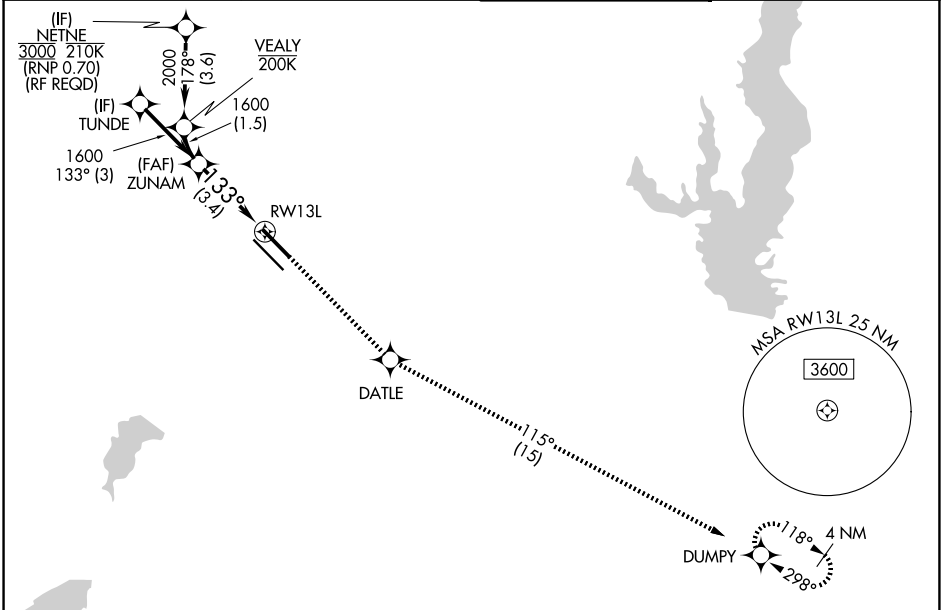 (IF)
NETNE
3000 210K
(RNP 0.70)
(RF REQD)
2000
178°
(3.6)
VEALY
200K
(IF)
TUNDE
1600
(1.5)
1600
133° (3)
(FAF)
ZUNAM
133°
(3.4)
RW13L
DATLE
115°
(15)
MSA RW13L 25 NM
3600
DUMPY
118°
4 NM
298°